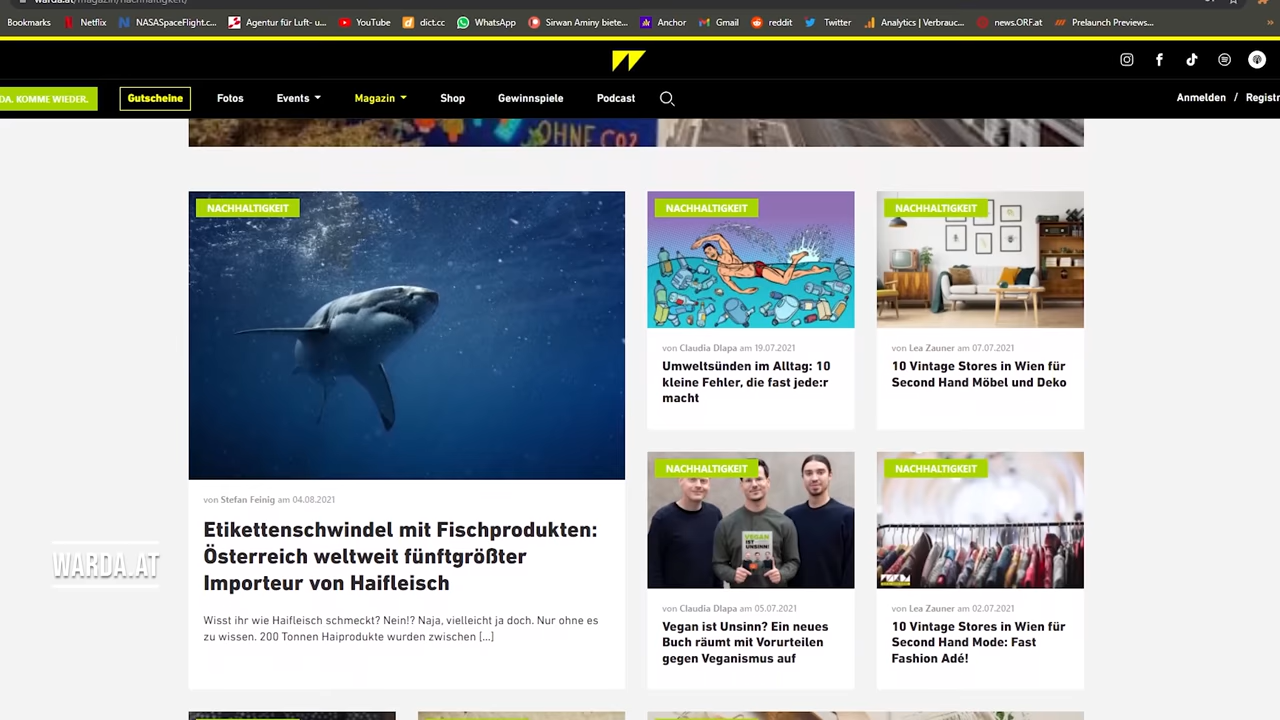 warda.at/magazin/nachhaltigkeit/
Bookmarks Netflix NASASpaceFlight.c... Agentur für Luft- u... YouTube dict.cc WhatsApp Sirwan Aminy biete... Anchor Gmail reddit Twitter Analytics | Verbrauc... news.ORF.at Prelaunch Previews... »
DA. KOMME WIEDER. Gutscheine Fotos Events Magazin Shop Gewinnspiele Podcast Anmelden / Registr
OHNE CO2
NACHHALTIGKEIT
NACHHALTIGKEIT
NACHHALTIGKEIT
von Claudia Dlapa am 19.07.2021
Umweltsünden im Alltag: 10
kleine Fehler, die fast jede:r
macht
von Lea Zauner am 07.07.2021
10 Vintage Stores in Wien für
Second Hand Möbel und Deko
von Stefan Feinig am 04.08.2021
Etikettenschwindel mit Fischprodukten:
Österreich weltweit fünftgrößter
Importeur von Haifleisch
Wisst ihr wie Haifleisch schmeckt? Nein!? Naja, vielleicht ja doch. Nur ohne es
zu wissen. 200 Tonnen Haiprodukte wurden zwischen [...]
NACHHALTIGKEIT
VEGAN
IST
UNSINN!
von Claudia Dlapa am 05.07.2021
Vegan ist Unsinn? Ein neues
Buch räumt mit Vorurteilen
gegen Veganismus auf
NACHHALTIGKEIT
von Lea Zauner am 02.07.2021
10 Vintage Stores in Wien für
Second Hand Mode: Fast
Fashion Adé!
WARDA.AT